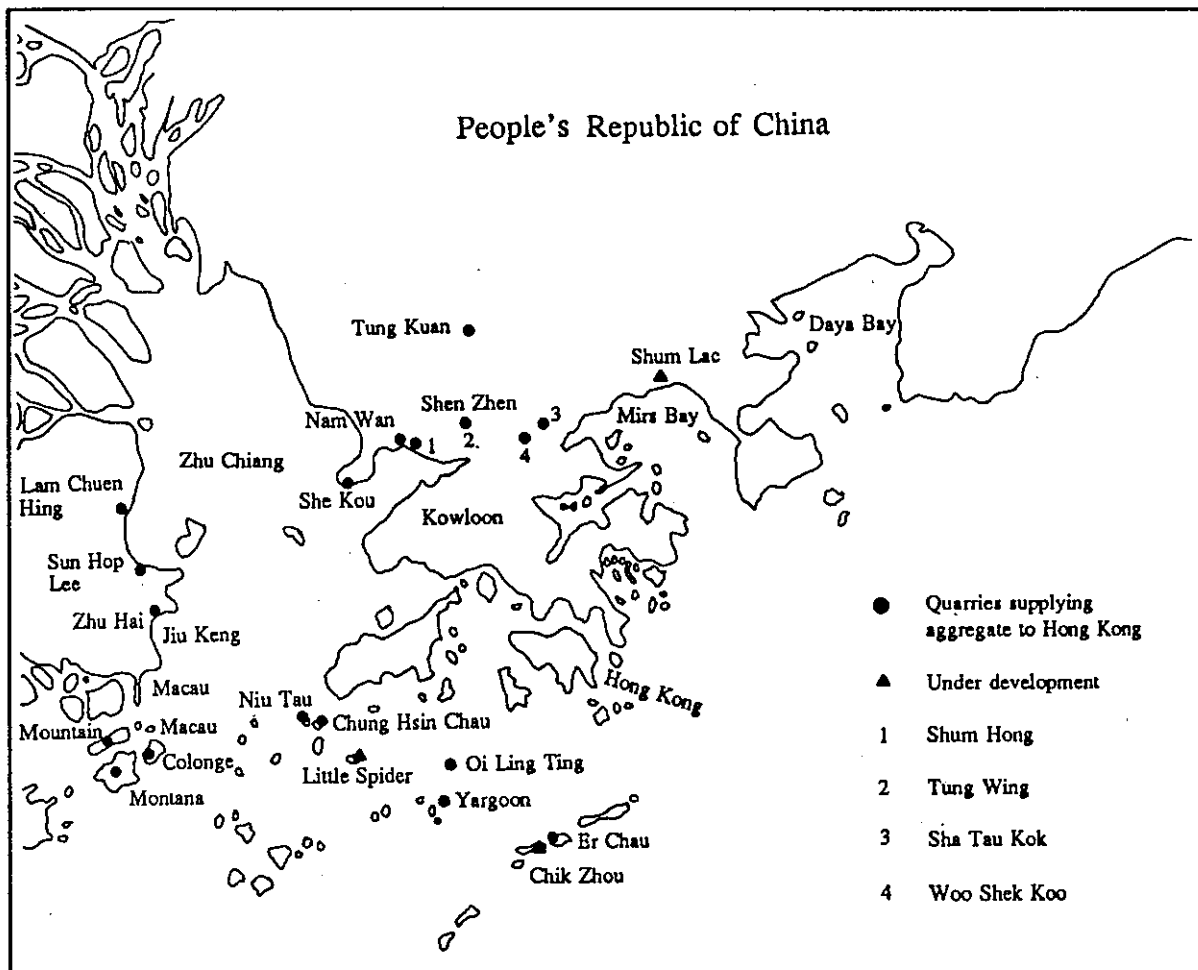 People's Republic of China
Tung Kuan
Daya Bay
Shum Lac
Shen Zhen
3
Mirs Bay
Nam Wan
1
2.
4
Zhu Chiang
Lam Chuen
Hing
She Kou
Kowloon
Sun Hop
Lee
Zhu Hai
Jiu Keng
Quarries supplying
aggregate to Hong Kong
Macau
Hong Kong
Under development
Niu Tau
Mountain
Macau
Chung Hsin Chau
1 Shum Hong
Colonge
Little Spider
Oi Ling Ting
Montana
Yargoon
2 Tung Wing
Er Chau
3 Sha Tau Kok
Chik Zhou
4 Woo Shek Koo